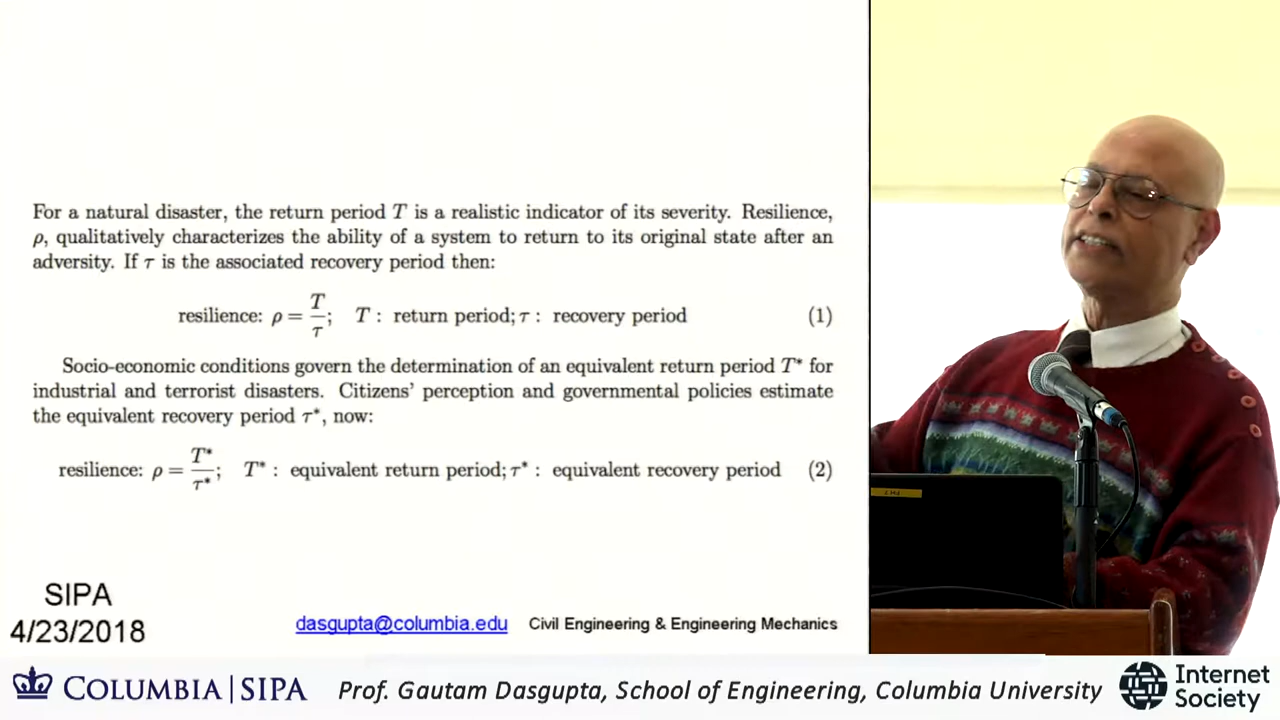 For a natural disaster, the return period T is a realistic indicator of its severity. Resilience,
ρ, qualitatively characterizes the ability of a system to return to its original state after an
adversity. If τ is the associated recovery period then:
resilience: ρ = T/τ; T : return period; τ : recovery period (1)
Socio-economic conditions govern the determination of an equivalent return period T* for
industrial and terrorist disasters. Citizens' perception and governmental policies estimate
the equivalent recovery period τ*, now:
resilience: ρ = T*/τ*; T* : equivalent return period; τ* : equivalent recovery period (2)
SIPA
4/23/2018
dasgupta@columbia.edu Civil Engineering & Engineering Mechanics
COLUMBIA | SIPA
Prof. Gautam Dasgupta, School of Engineering, Columbia University
Internet
Society